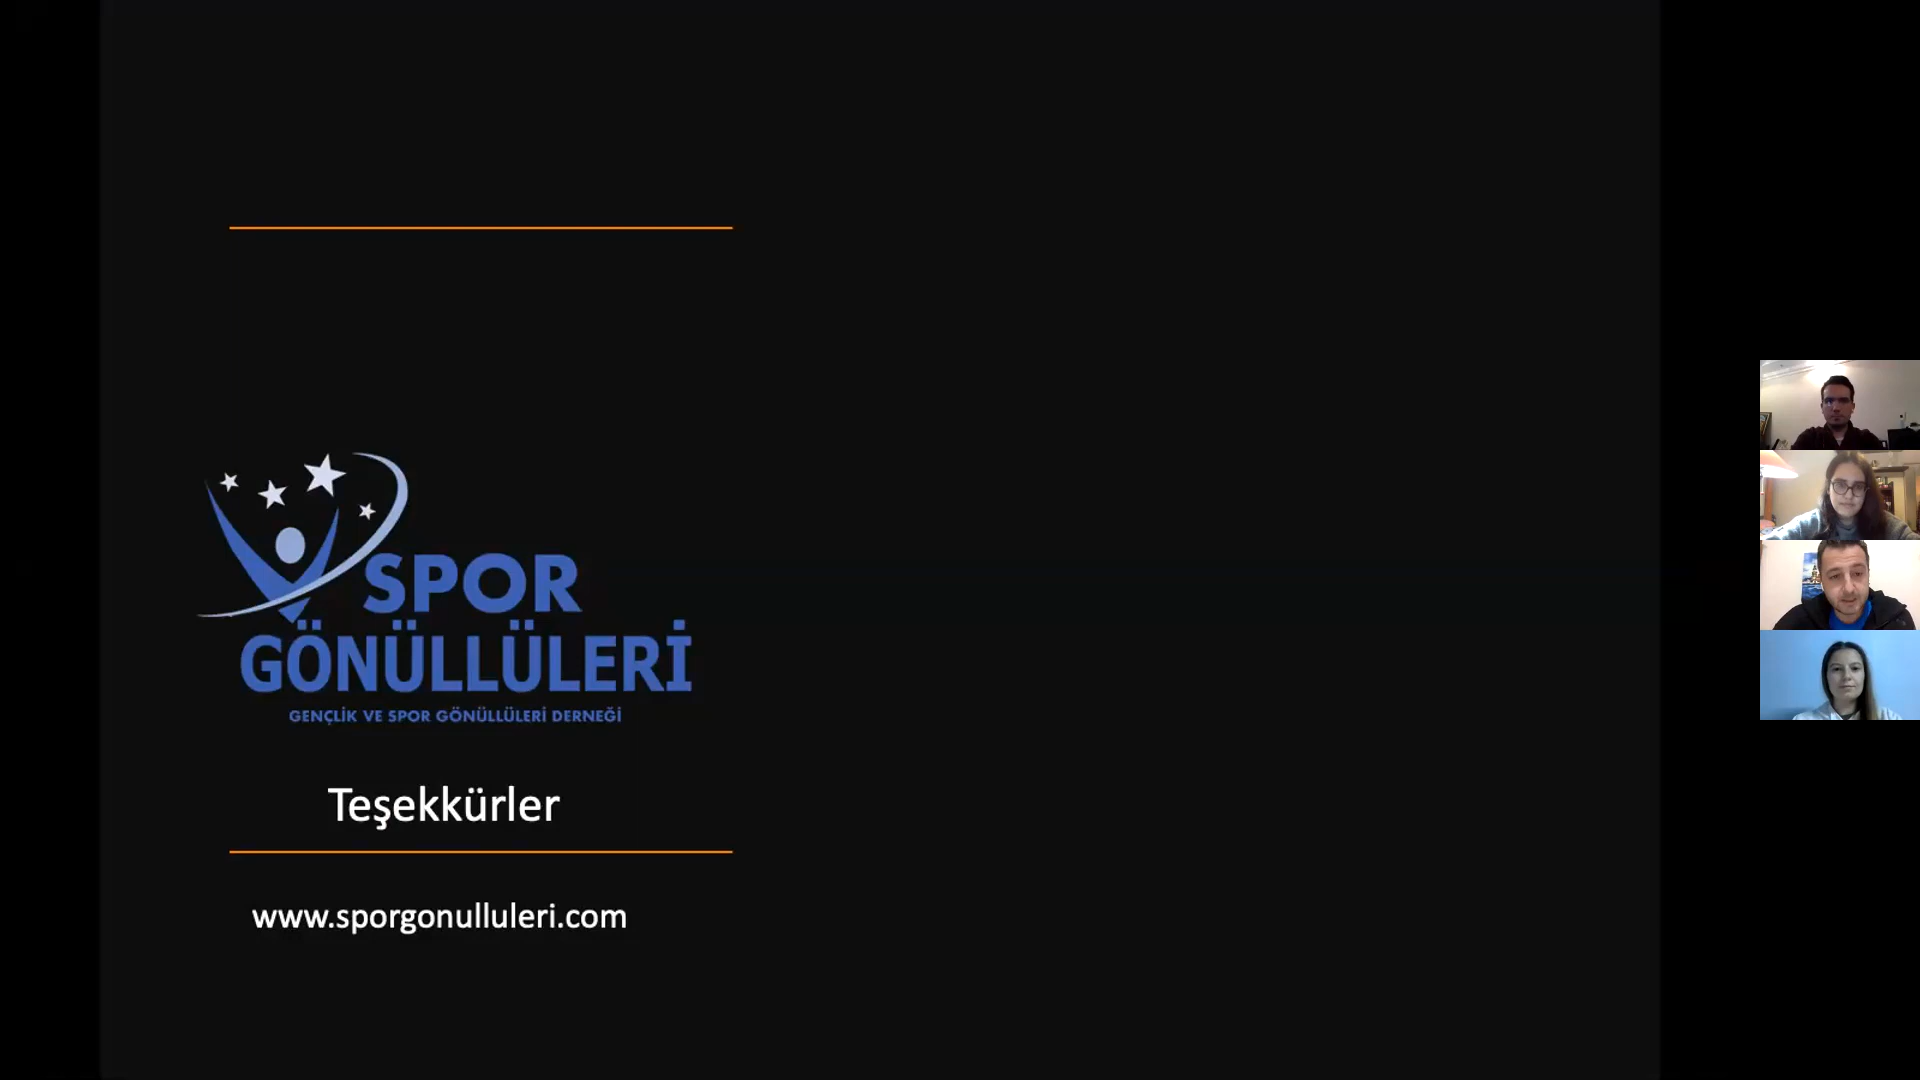 SPOR
GÖNÜLLÜLERİ
GENÇLİK VE SPOR GÖNÜLLÜLERİ DERNEĞİ
Teşekkürler
www.sporgonulluleri.com